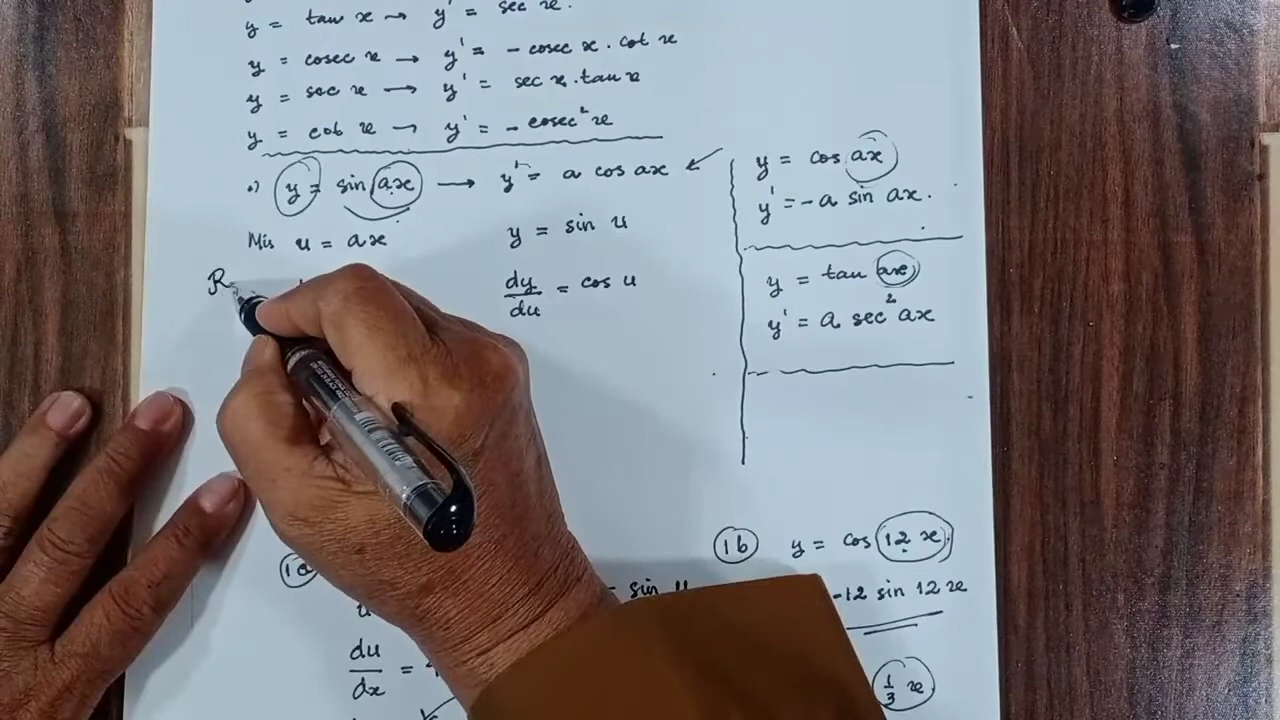 y = tan x → y' = sec x.
y = cosec x → y' = - cosec x . cot x
y = sec x → y' = sec x . tan x
y = cot x → y' = - cosec² x
•) y = sin ax → y' = a cos ax
Mis u = ax
y = sin u
R
dy/du = cos u
y = cos ax
y' = -a sin ax.
y = tan ax
y' = a sec² ax
1a
u
= sin u
du/dx =
1b y = cos 12 x
-12 sin 12 x
1/3 x